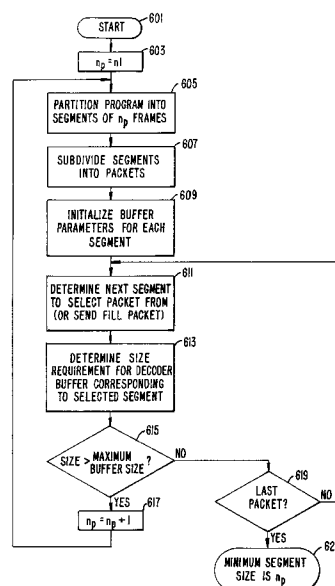 START
601
603
n_p = n1
605
PARTITION PROGRAM INTO
SEGMENTS OF n_p FRAMES
607
SUBDIVIDE SEGMENTS
INTO PACKETS
609
INITIALIZE BUFFER
PARAMETERS FOR EACH
SEGMENT
611
DETERMINE NEXT SEGMENT
TO SELECT PACKET FROM
(OR SEND FILL PACKET)
613
DETERMINE SIZE
REQUIREMENT FOR DECODER
BUFFER CORRESPONDING
TO SELECTED SEGMENT
615
SIZE > MAXIMUM
BUFFER SIZE ?
NO
YES
617
n_p = n_p + 1
619
LAST
PACKET?
NO
YES
MINIMUM SEGMENT
SIZE IS n_p